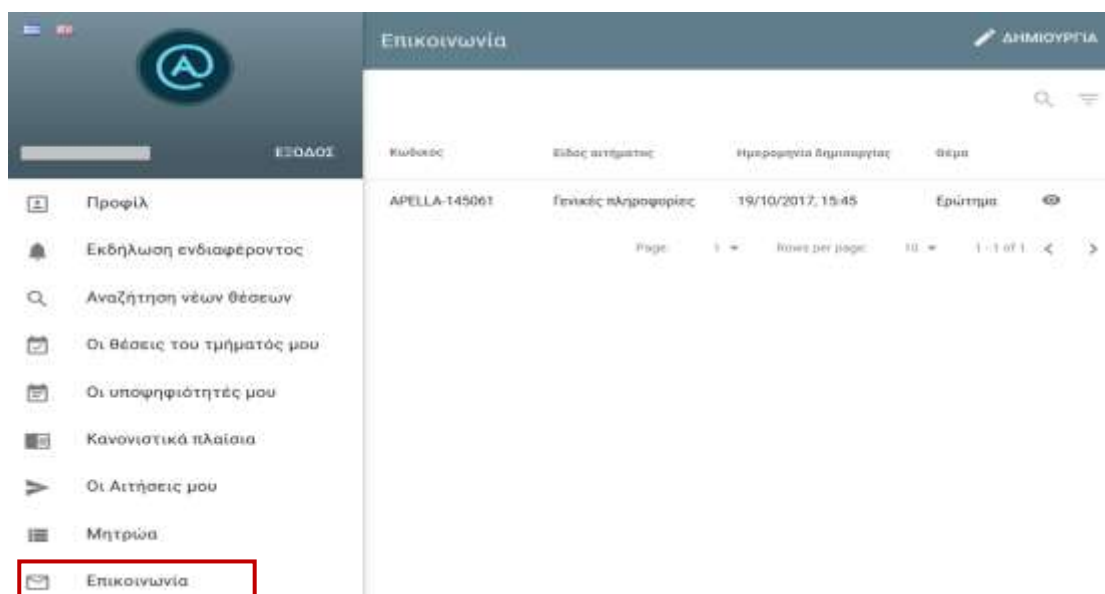 Επικοινωνία
ΔΗΜΙΟΥΡΓΙΑ
ΕΞΟΔΟΣ
Κωδικός Είδος αιτήματος Ημερομηνία δημιουργίας Θέμα
APELLA-145061 Γενικές πληροφορίες 19/10/2017, 15:45 Ερώτημα
Page: 1 Rows per page: 10 1 - 1 of 1
Προφίλ
Εκδήλωση ενδιαφέροντος
Αναζήτηση νέων θέσεων
Οι θέσεις του τμήματός μου
Οι υποψηφιότητές μου
Κανονιστικά πλαίσια
Οι Αιτήσεις μου
Μητρώα
Επικοινωνία